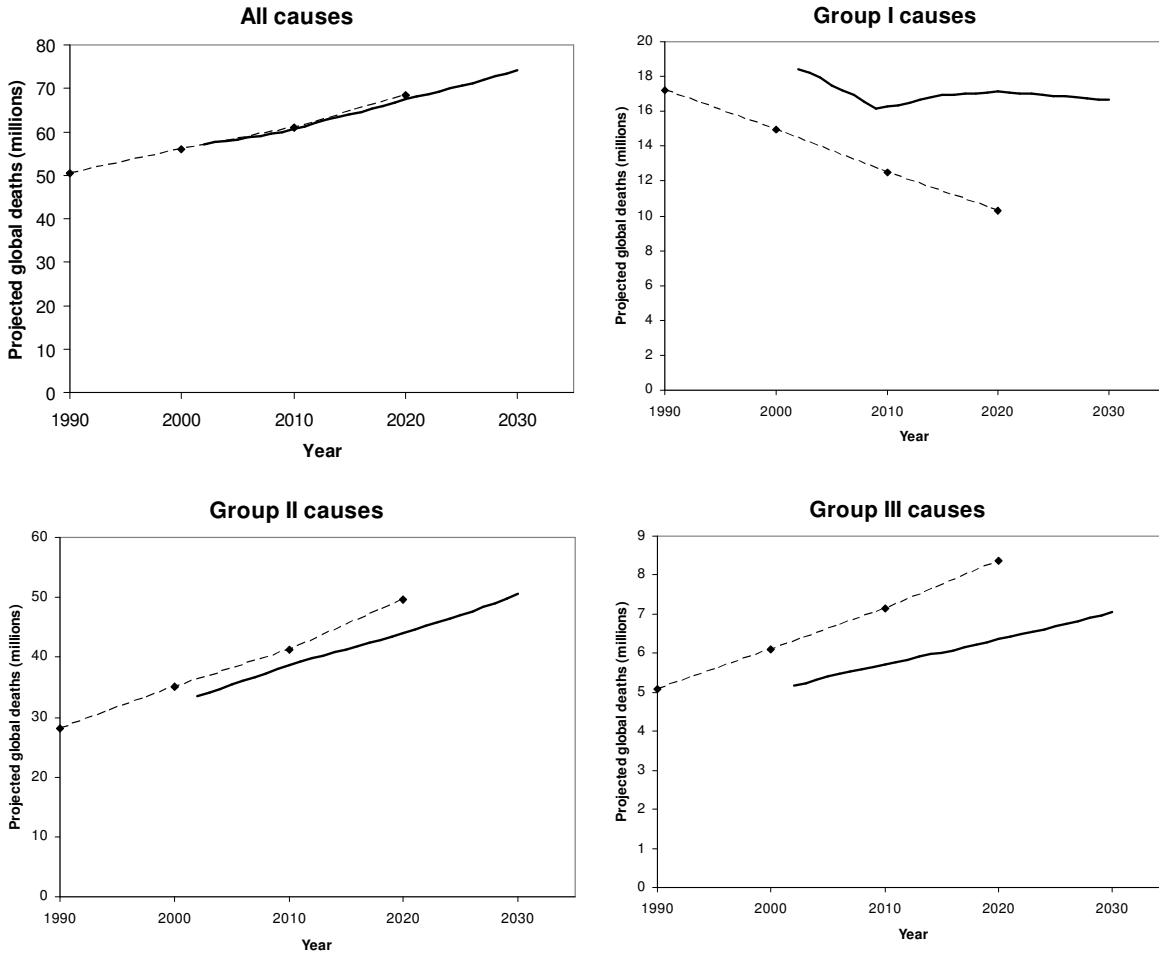 All causes
Projected global deaths (millions)
80
70
60
50
40
30
20
10
0
1990 2000 2010 2020 2030
Year
Group I causes
Projected global deaths (millions)
20
18
16
14
12
10
8
6
4
2
0
1990 2000 2010 2020 2030
Year
Group II causes
Projected global deaths (millions)
60
50
40
30
20
10
0
1990 2000 2010 2020 2030
Year
Group III causes
Projected global deaths (millions)
9
8
7
6
5
4
3
2
1
0
1990 2000 2010 2020 2030
Year